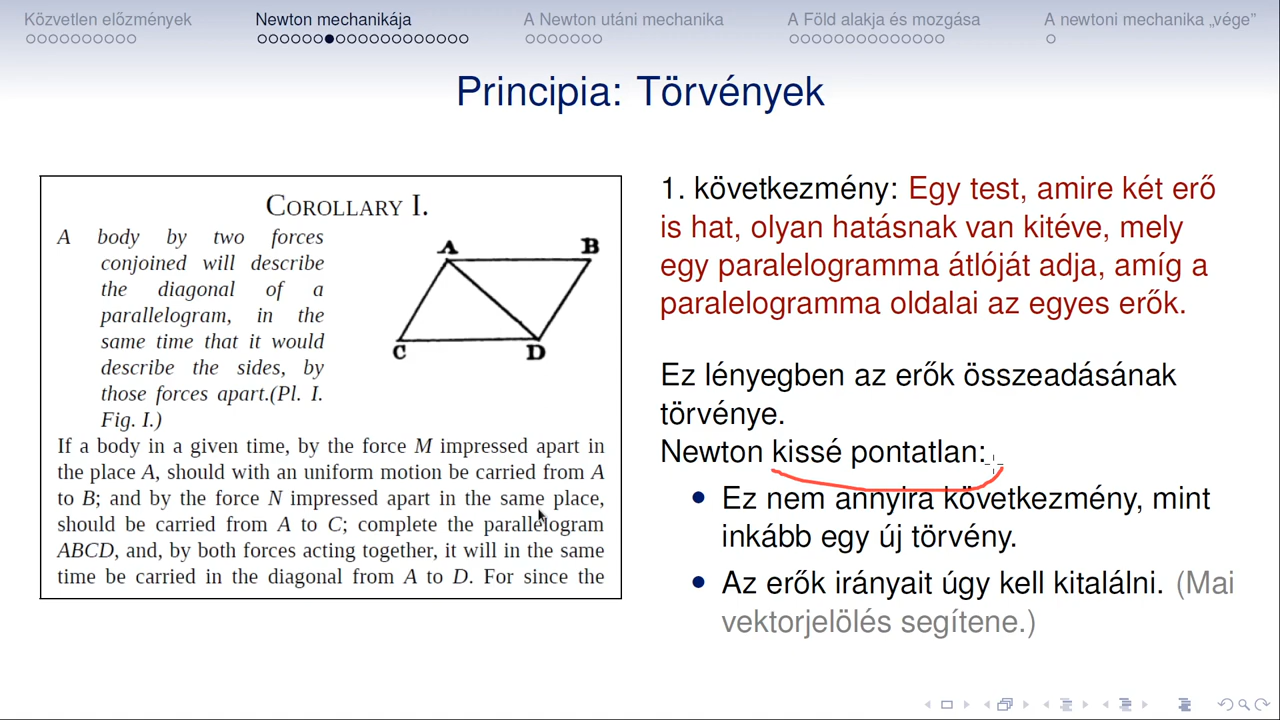 Közvetlen előzmények
Newton mechanikája
A Newton utáni mechanika
A Föld alakja és mozgása
A newtoni mechanika „vége”
Principia: Törvények
COROLLARY I.
A body by two forces
conjoined will describe
the diagonal of a
parallelogram, in the
same time that it would
describe the sides, by
those forces apart.(Pl. I.
Fig. I.)
A
B
C
D
If a body in a given time, by the force M impressed apart in
the place A, should with an uniform motion be carried from A
to B; and by the force N impressed apart in the same place,
should be carried from A to C; complete the parallelogram
ABCD, and, by both forces acting together, it will in the same
time be carried in the diagonal from A to D. For since the
1. következmény: Egy test, amire két erő
is hat, olyan hatásnak van kitéve, mely
egy paralelogramma átlóját adja, amíg a
paralelogramma oldalai az egyes erők.
Ez lényegben az erők összeadásának
törvénye.
Newton kissé pontatlan:
Ez nem annyira következmény, mint
inkább egy új törvény.
Az erők irányait úgy kell kitalálni. (Mai
vektorjelölés segítene.)